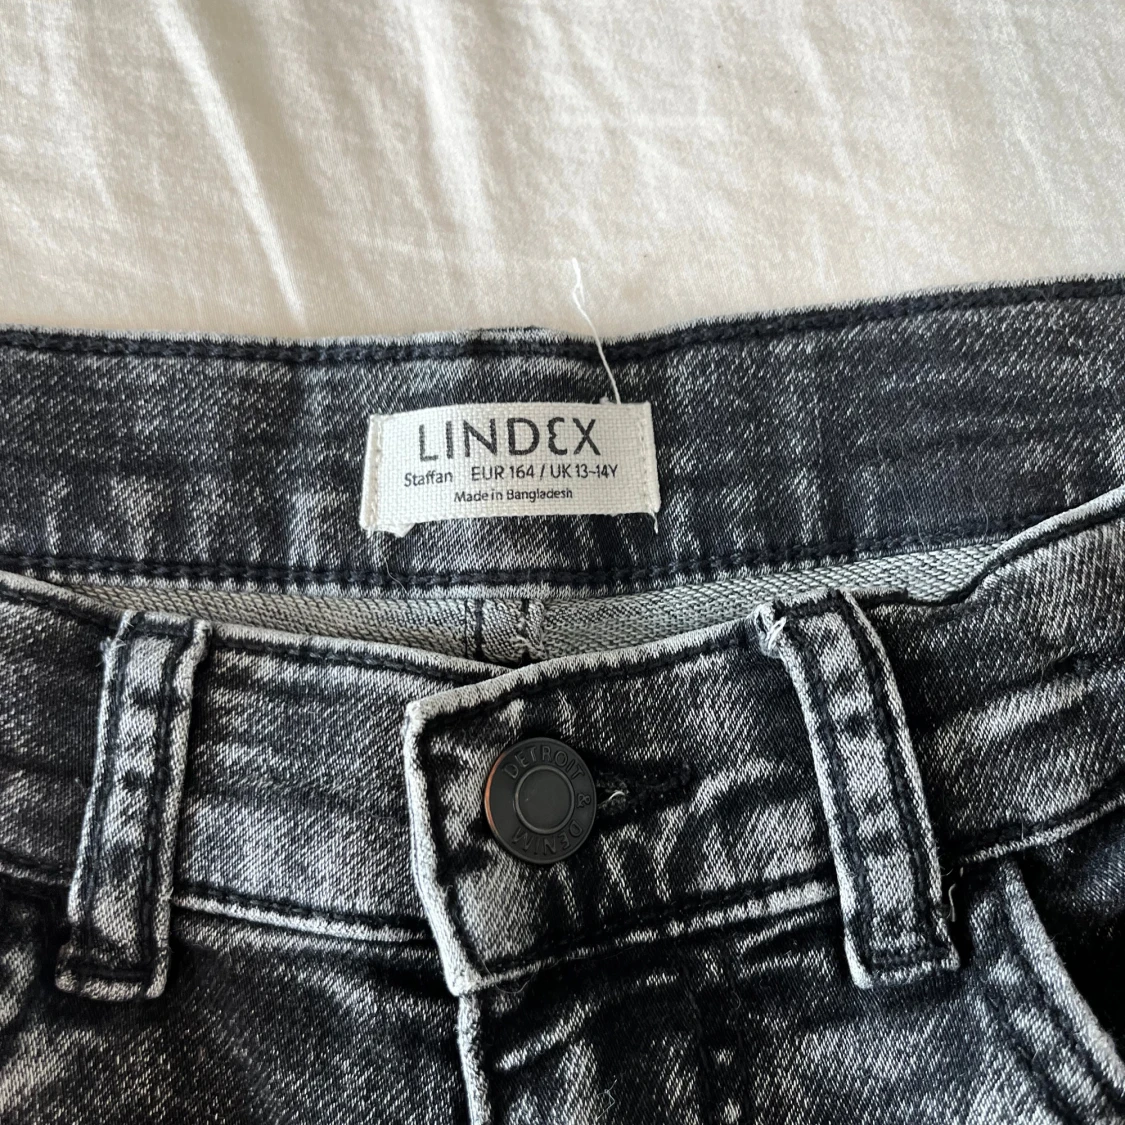 LINDEX
Staffan EUR 164 / UK 13-14Y
Made in Bangladesh
DETROIT & DENIM